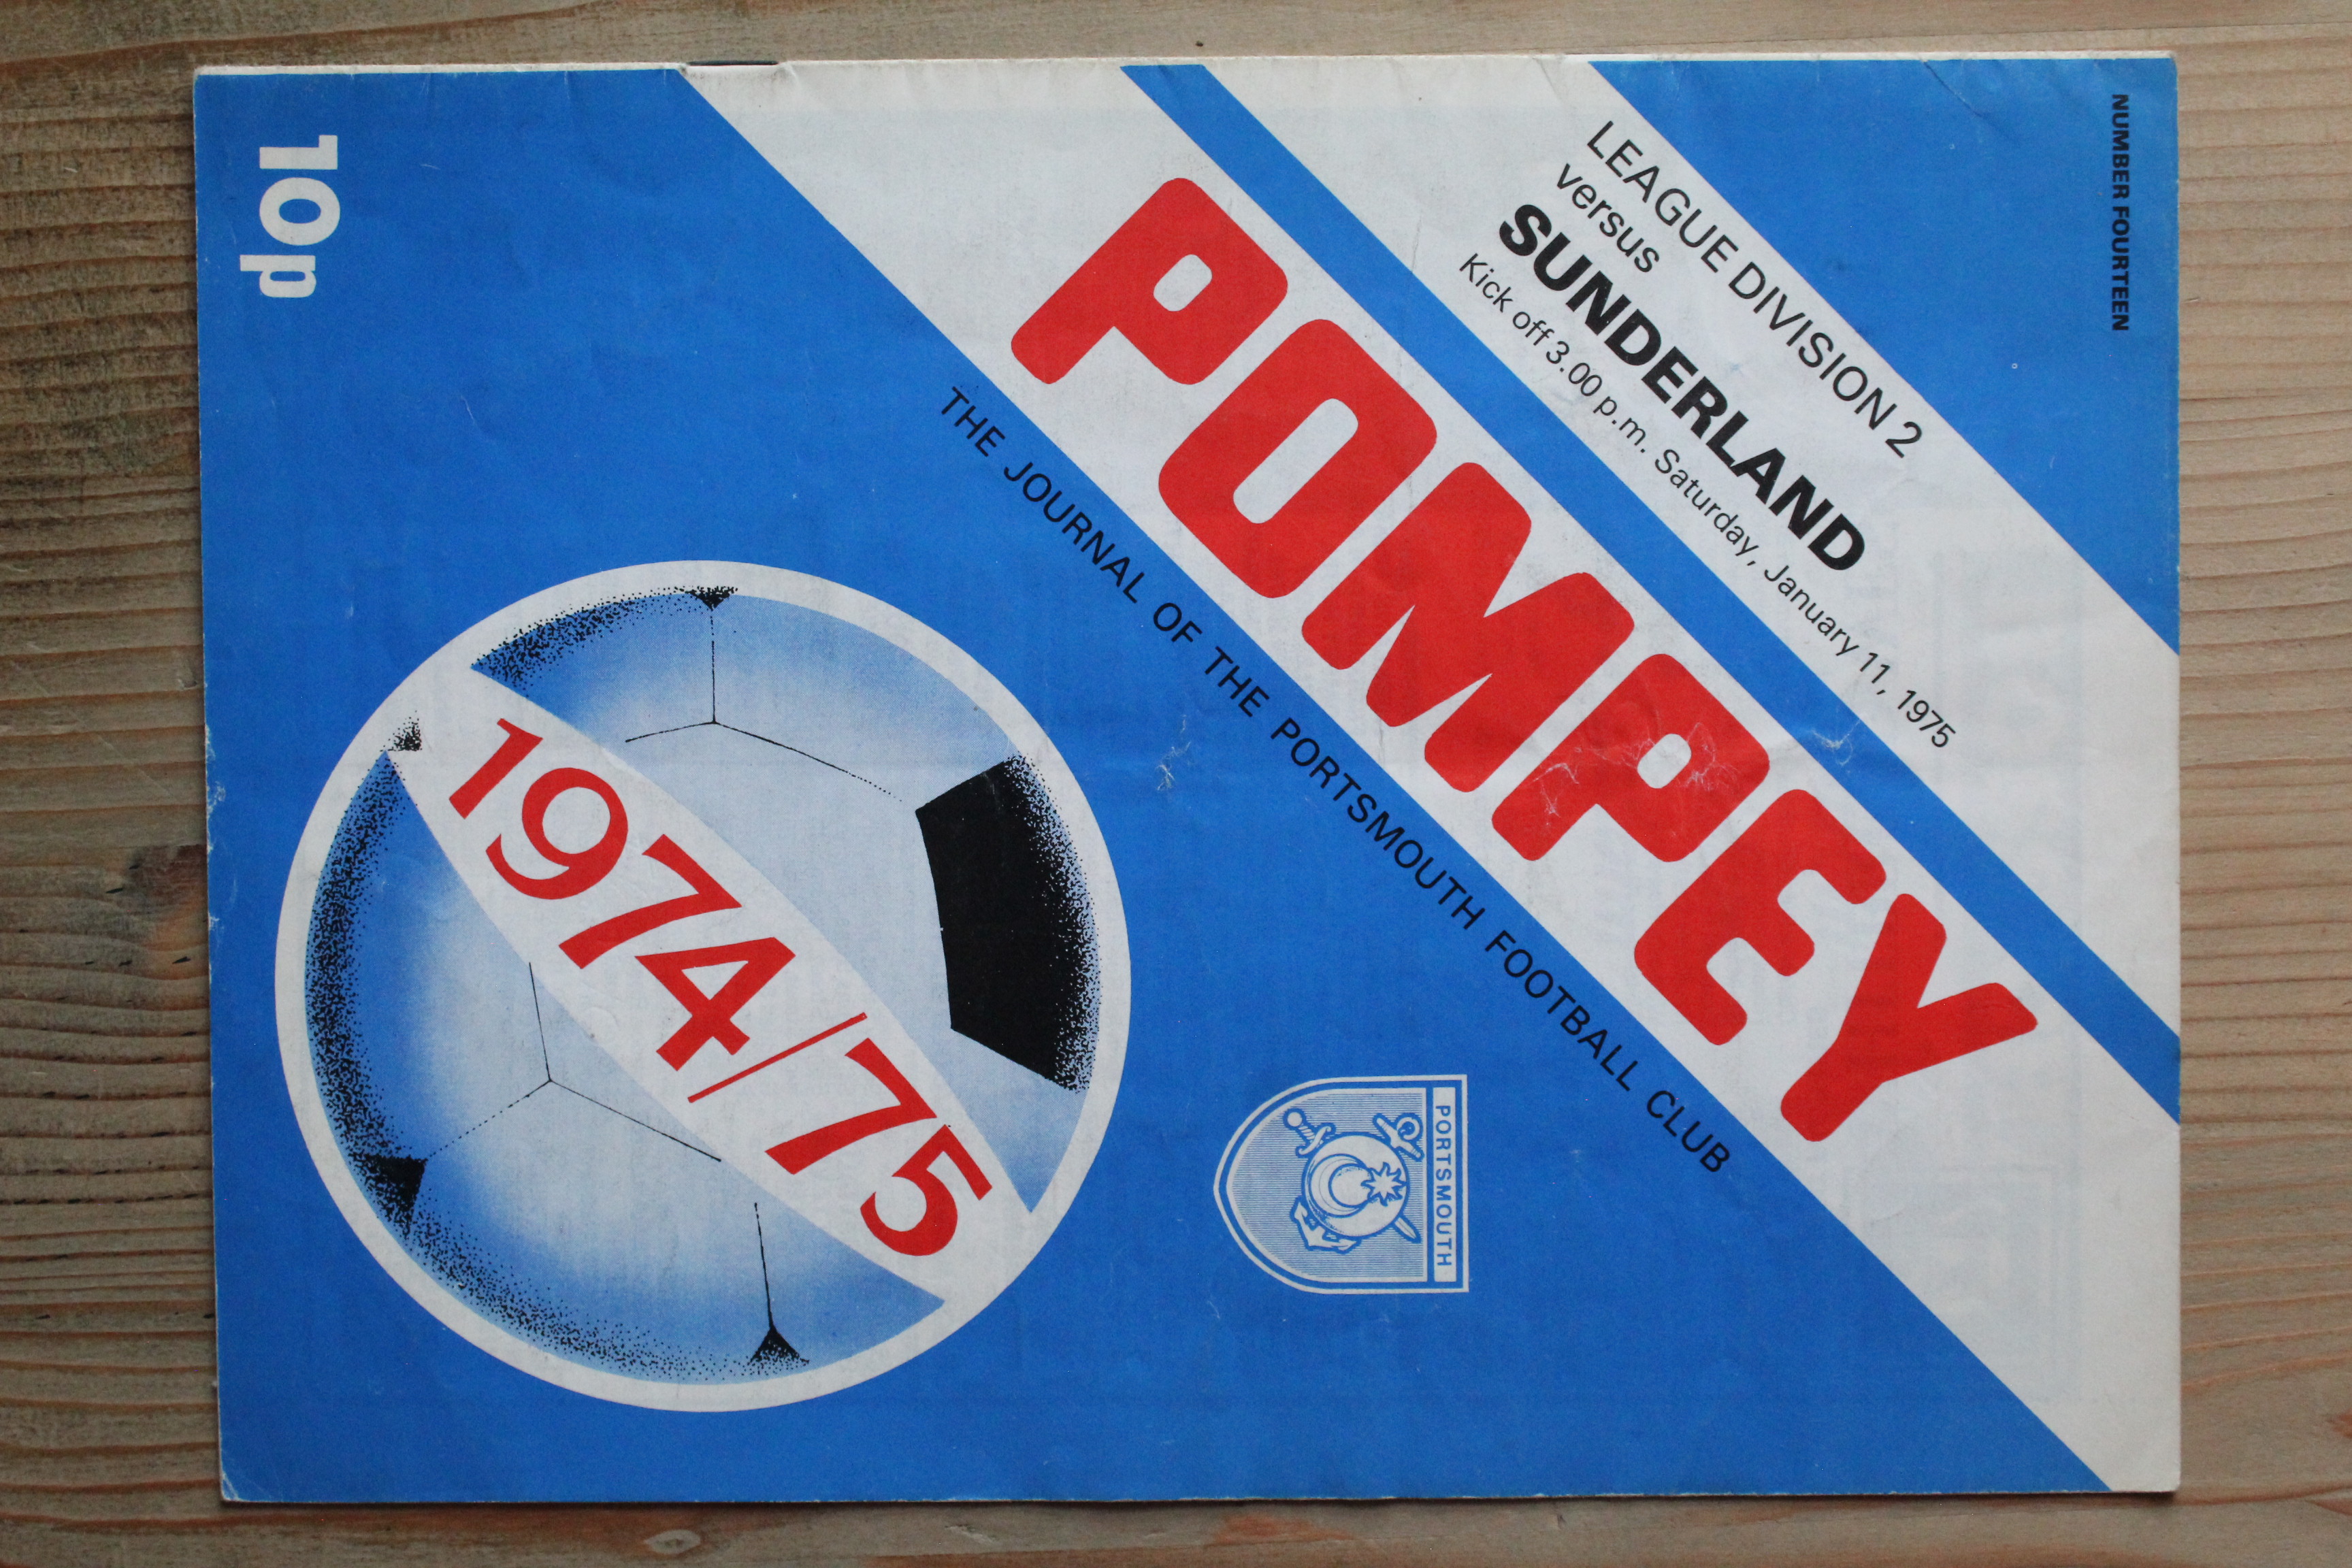 NUMBER FOURTEEN
LEAGUE DIVISION 2
versus
SUNDERLAND
Kick off 3.00 p.m. Saturday, January 11, 1975
POMPEY
THE JOURNAL OF THE PORTSMOUTH FOOTBALL CLUB
PORTSMOUTH
1974/75
10p